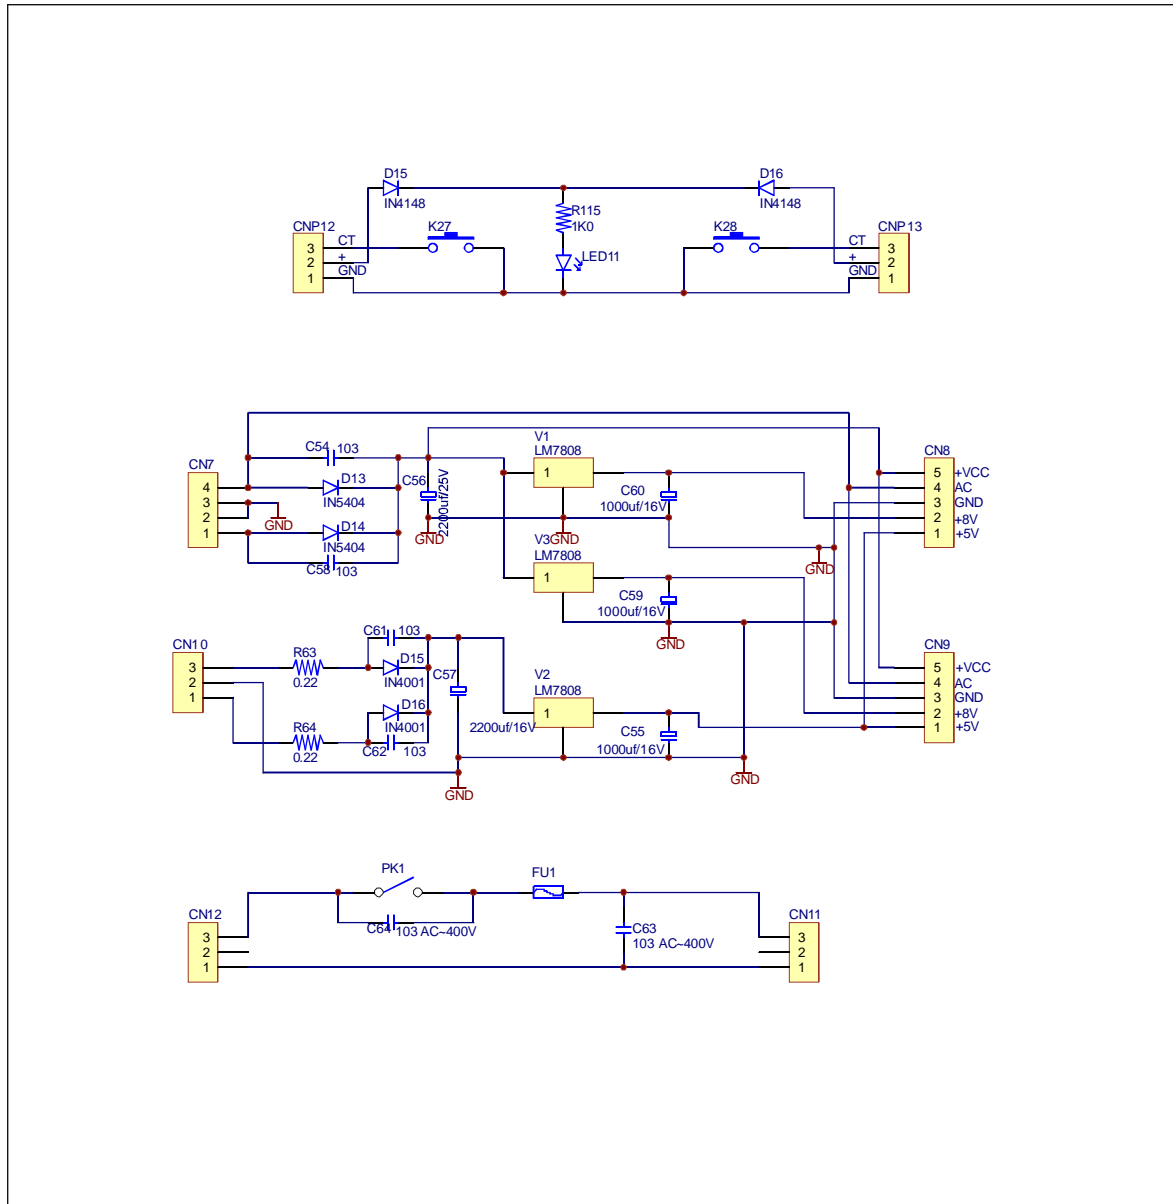 D15
IN4148
D16
IN4148
R115
1K0
K27
K28
LED11
CNP12
3
2
1
CT
+
GND
CNP13
CT
+
GND
3
2
1
C54 103
CN7
4
3
2
1
D13
IN5404
GND
D14
IN5404
C58 103
C56
2200uf/25V
GND
V1
LM7808
1
GND
C60
1000uf/16V
V3
LM7808
1
C59
1000uf/16V
GND
GND
CN8
5
4
3
2
1
+VCC
AC
GND
+8V
+5V
CN10
3
2
1
R63
0.22
R64
0.22
C61 103
D15
IN4001
D16
IN4001
C62 103
C57
2200uf/16V
GND
V2
LM7808
1
C55
1000uf/16V
GND
CN9
5
4
3
2
1
+VCC
AC
GND
+8V
+5V
PK1
FU1
CN12
3
2
1
C64 103 AC~400V
C63
103 AC~400V
CN11
3
2
1